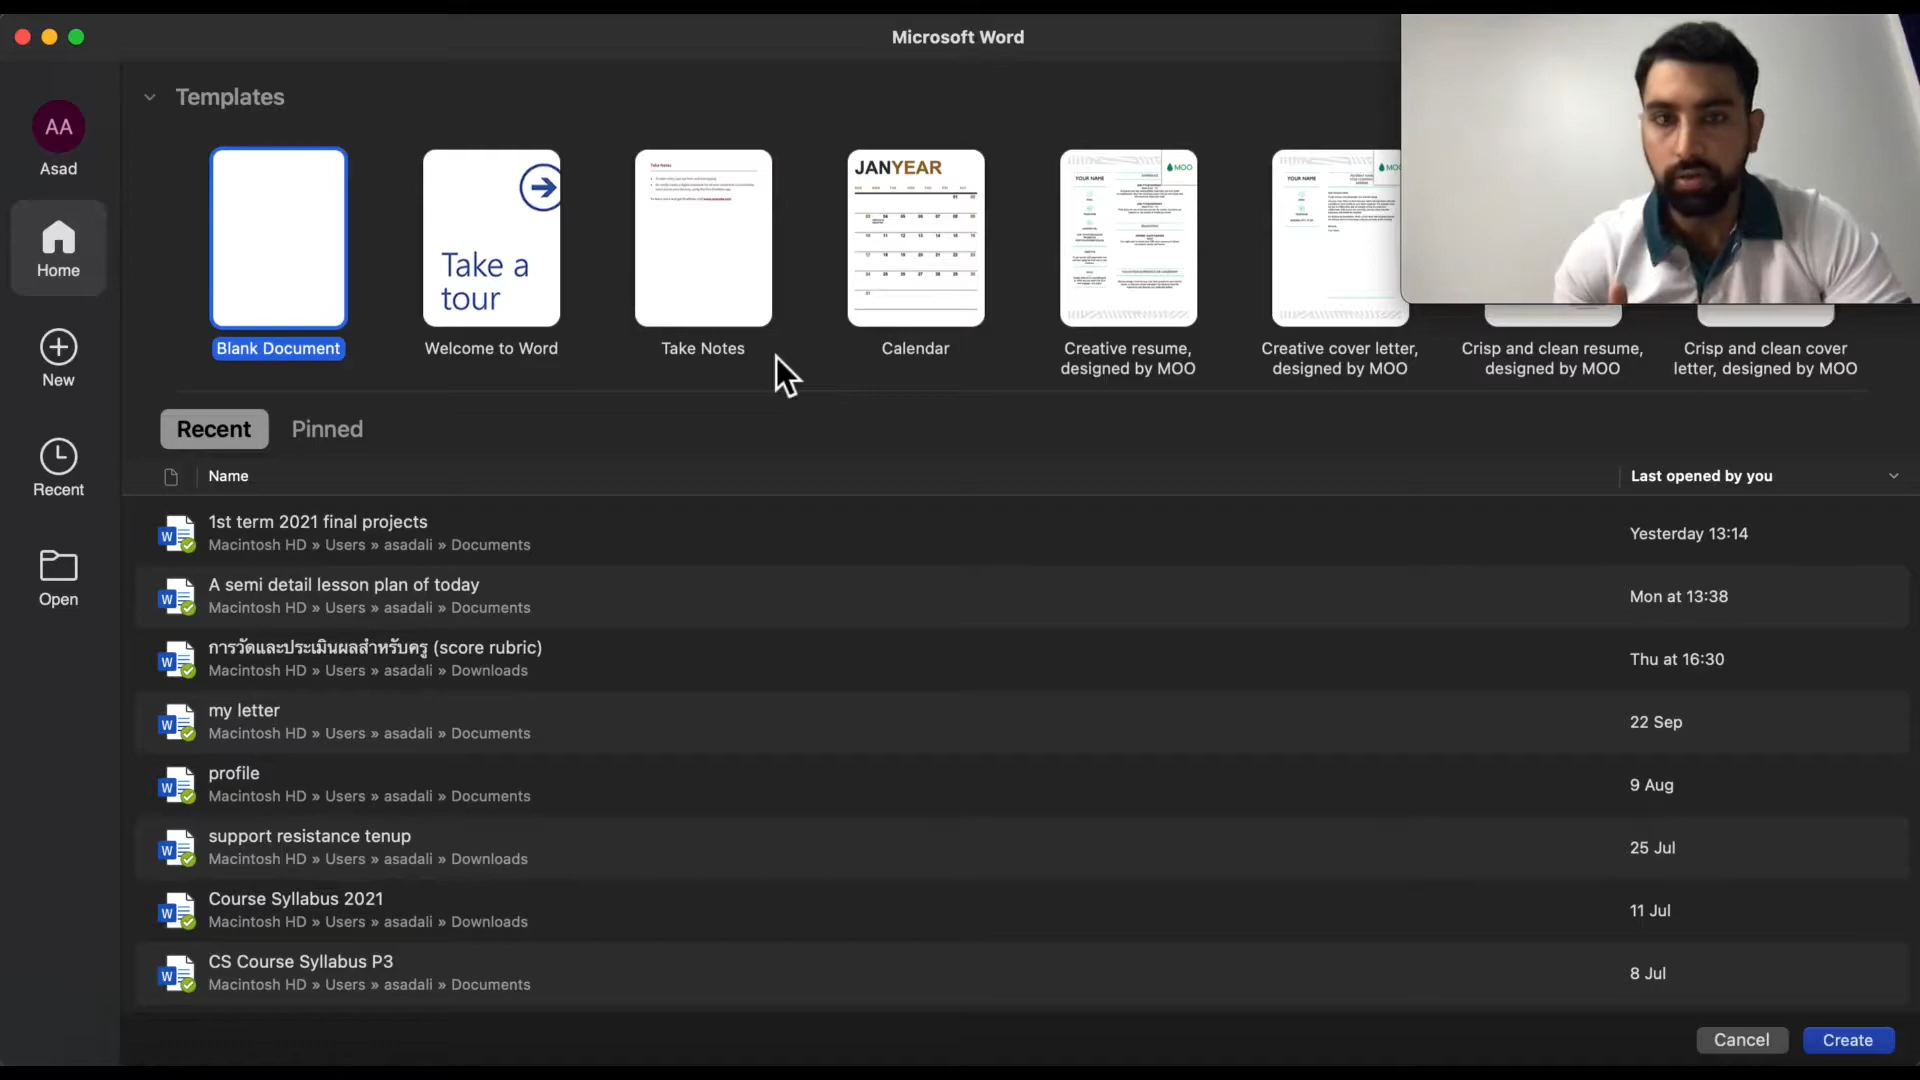 Microsoft Word
Templates
AA
Asad
Home
New
Recent
Open
Take a
tour
Take Notes
JANYEAR
YOUR NAME
MOO
YOUR NAME
MOO
Blank Document
Welcome to Word
Take Notes
Calendar
Creative resume,
designed by MOO
Creative cover letter,
designed by MOO
Crisp and clean resume,
designed by MOO
Crisp and clean cover
letter, designed by MOO
Recent Pinned
Name Last opened by you
1st term 2021 final projects
Macintosh HD » Users » asadali » Documents
Yesterday 13:14
A semi detail lesson plan of today
Macintosh HD » Users » asadali » Documents
Mon at 13:38
การวัดและประเมินผลสำหรับครู (score rubric)
Macintosh HD » Users » asadali » Downloads
Thu at 16:30
my letter
Macintosh HD » Users » asadali » Documents
22 Sep
profile
Macintosh HD » Users » asadali » Documents
9 Aug
support resistance tenup
Macintosh HD » Users » asadali » Downloads
25 Jul
Course Syllabus 2021
Macintosh HD » Users » asadali » Downloads
11 Jul
CS Course Syllabus P3
Macintosh HD » Users » asadali » Documents
8 Jul
Cancel Create